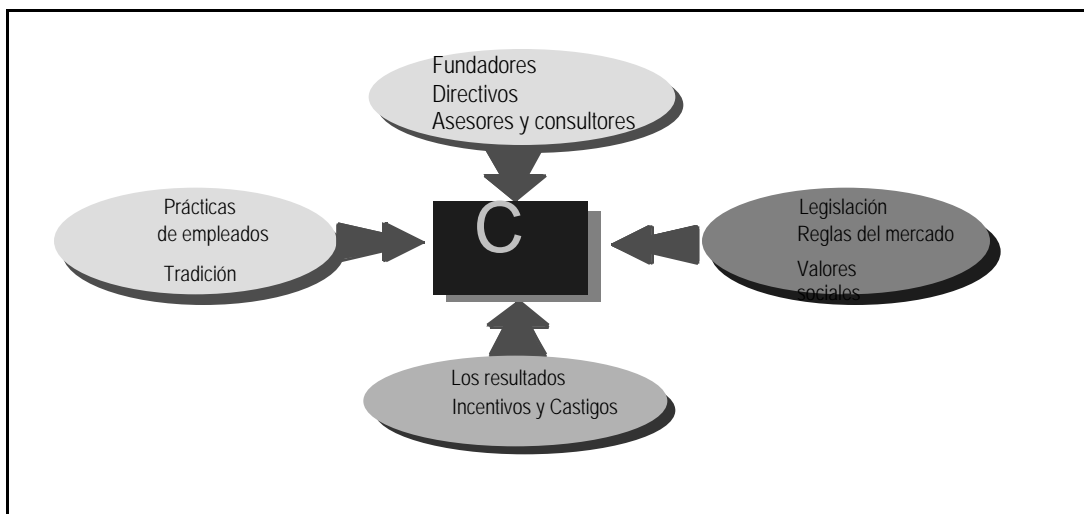 Fundadores
Directivos
Asesores y consultores
Prácticas
de empleados
Tradición
C
Legislación
Reglas del mercado
Valores
sociales
Los resultados
Incentivos y Castigos